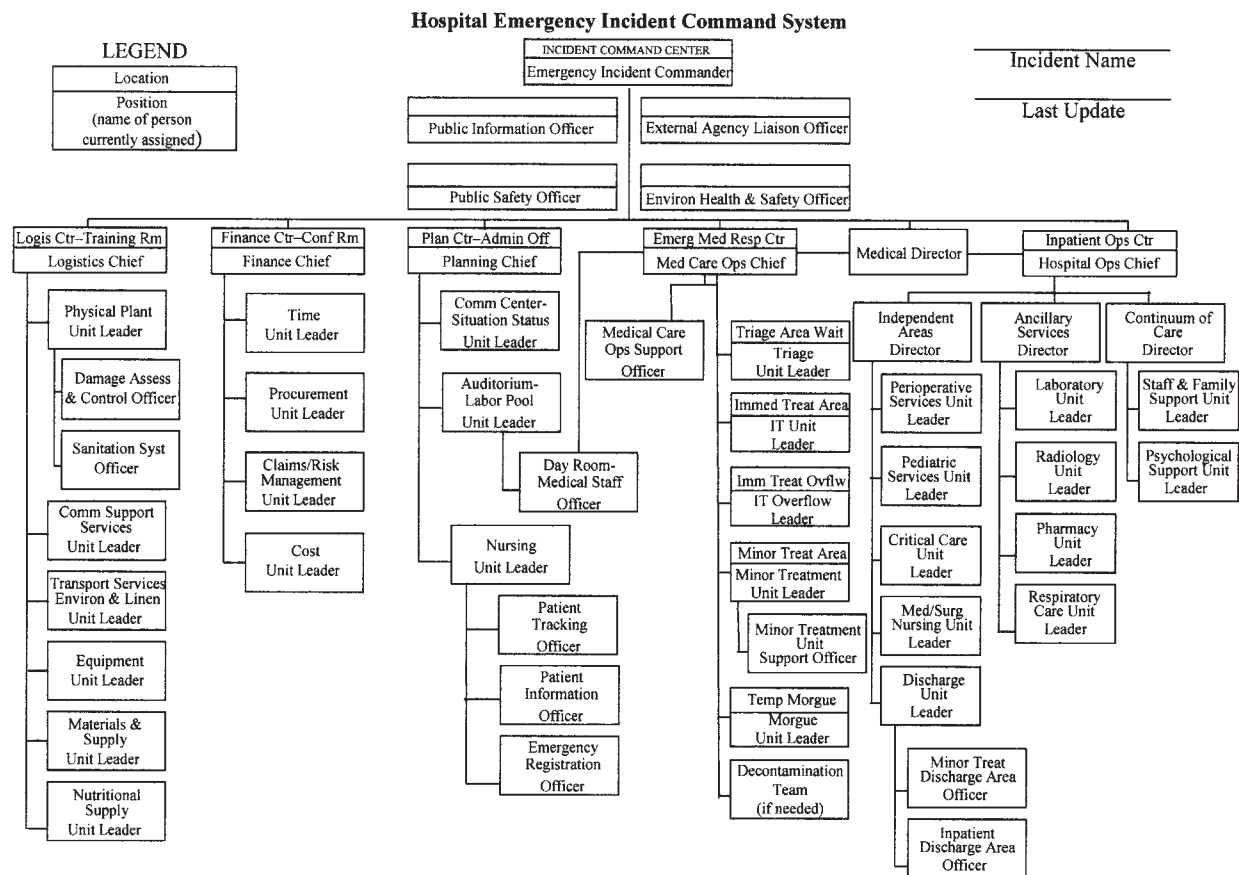 Hospital Emergency Incident Command System
LEGEND
Location
Position
(name of person
currently assigned)
INCIDENT COMMAND CENTER
Emergency Incident Commander
Incident Name
Last Update
Public Information Officer
External Agency Liaison Officer
Public Safety Officer
Environ Health & Safety Officer
Logis Ctr–Training Rm
Logistics Chief
Physical Plant
Unit Leader
Damage Assess
& Control Officer
Sanitation Syst
Officer
Comm Support
Services
Unit Leader
Transport Services
Environ & Linen
Unit Leader
Equipment
Unit Leader
Materials &
Supply
Unit Leader
Nutritional
Supply
Unit Leader
Finance Ctr–Conf Rm
Finance Chief
Time
Unit Leader
Procurement
Unit Leader
Claims/Risk
Management
Unit Leader
Cost
Unit Leader
Plan Ctr–Admin Off
Planning Chief
Comm Center-
Situation Status
Unit Leader
Auditorium-
Labor Pool
Unit Leader
Day Room-
Medical Staff
Officer
Nursing
Unit Leader
Patient
Tracking
Officer
Patient
Information
Officer
Emergency
Registration
Officer
Emerg Med Resp Ctr
Med Care Ops Chief
Medical Care
Ops Support
Officer
Triage Area Wait
Triage
Unit Leader
Immed Treat Area
IT Unit
Leader
Imm Treat Ovflw
IT Overflow
Leader
Minor Treat Area
Minor Treatment
Unit Leader
Minor Treatment
Unit
Support Officer
Temp Morgue
Morgue
Unit Leader
Decontamination
Team
(if needed)
Medical Director
Inpatient Ops Ctr
Hospital Ops Chief
Independent
Areas
Director
Perioperative
Services Unit
Leader
Pediatric
Services Unit
Leader
Critical Care
Unit
Leader
Med/Surg
Nursing Unit
Leader
Discharge
Unit
Leader
Minor Treat
Discharge Area
Officer
Inpatient
Discharge Area
Officer
Ancillary
Services
Director
Laboratory
Unit
Leader
Radiology
Unit
Leader
Pharmacy
Unit
Leader
Respiratory
Care Unit
Leader
Continuum of
Care
Director
Staff & Family
Support Unit
Leader
Psychological
Support Unit
Leader